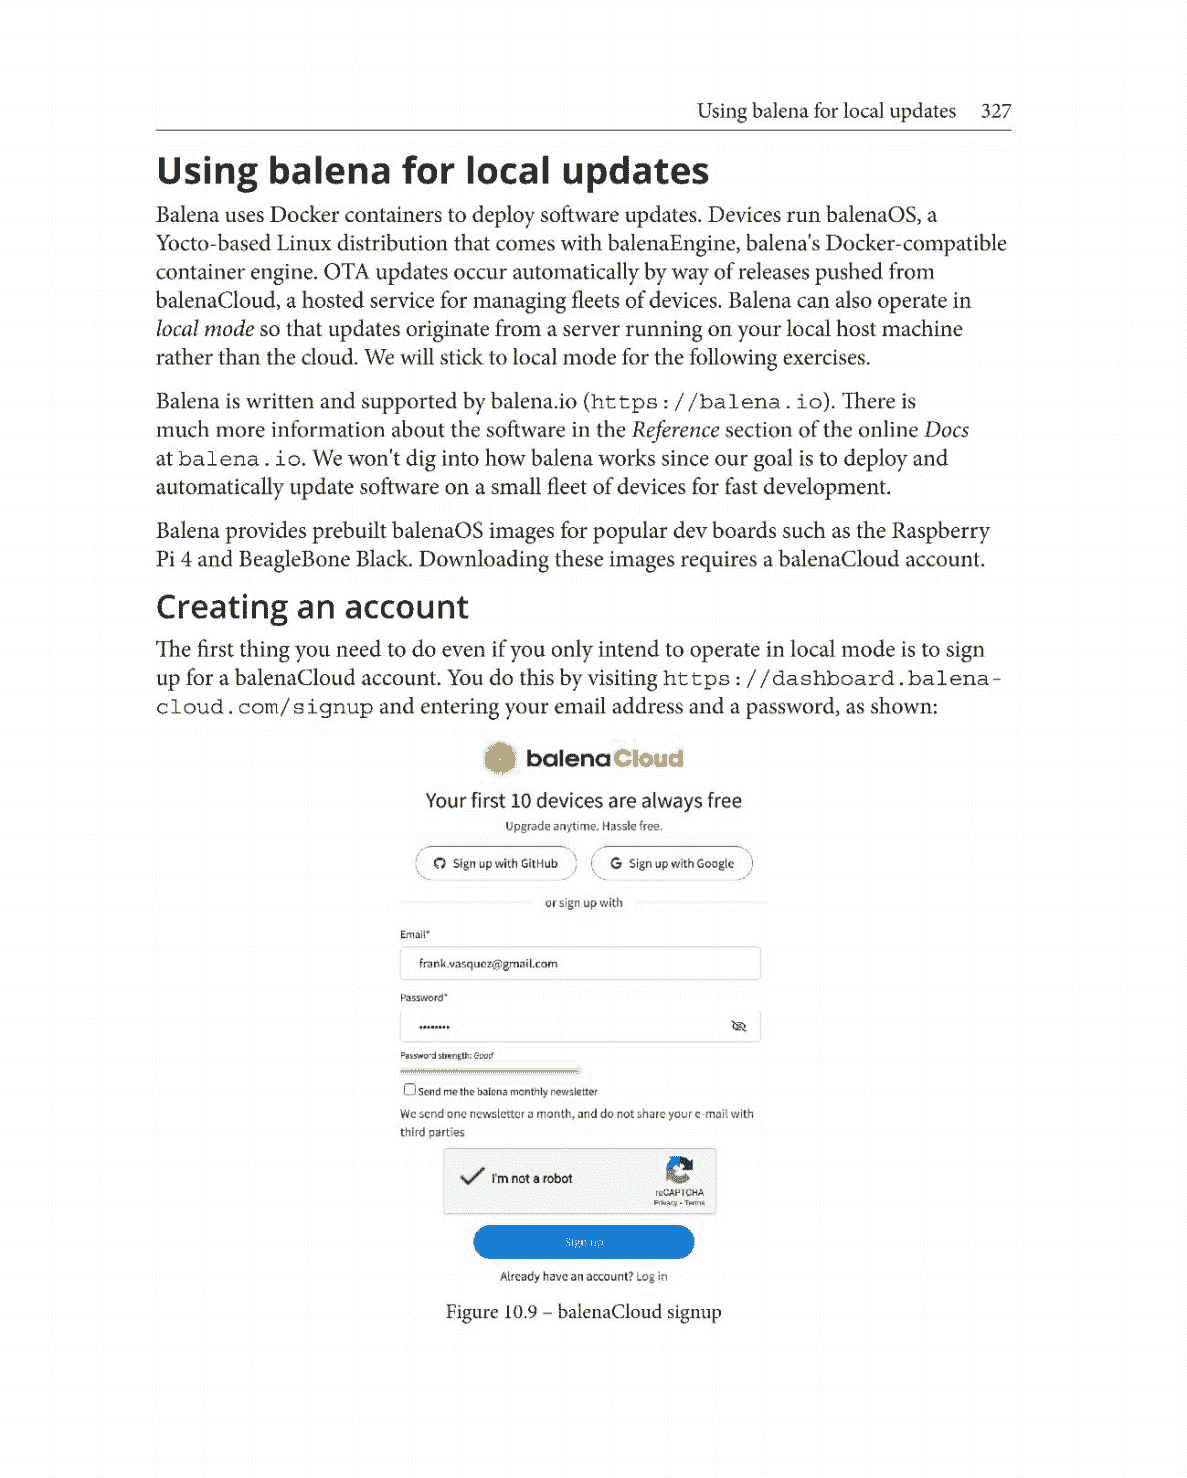 Using balena for local updates 327
Using balena for local updates
Balena uses Docker containers to deploy software updates. Devices run balenaOS, a
Yocto-based Linux distribution that comes with balenaEngine, balena's Docker-compatible
container engine. OTA updates occur automatically by way of releases pushed from
balenaCloud, a hosted service for managing fleets of devices. Balena can also operate in
local mode so that updates originate from a server running on your local host machine
rather than the cloud. We will stick to local mode for the following exercises.
Balena is written and supported by balena.io (https://balena.io). There is
much more information about the software in the Reference section of the online Docs
at balena.io. We won't dig into how balena works since our goal is to deploy and
automatically update software on a small fleet of devices for fast development.
Balena provides prebuilt balenaOS images for popular dev boards such as the Raspberry
Pi 4 and BeagleBone Black. Downloading these images requires a balenaCloud account.
Creating an account
The first thing you need to do even if you only intend to operate in local mode is to sign
up for a balenaCloud account. You do this by visiting https://dashboard.balena-
cloud.com/signup and entering your email address and a password, as shown:
balenaCloud
Your first 10 devices are always free
Upgrade anytime. Hassle free.
Sign up with GitHub Sign up with Google
or sign up with
Email*
frank.vasquez@gmail.com
Password*
••••••••
Password strength: Good
Send me the balena monthly newsletter
We send one newsletter a month, and do not share your e-mail with
third parties
I'm not a robot
reCAPTCHA
Privacy - Terms
Sign up
Already have an account? Log in
Figure 10.9 – balenaCloud signup